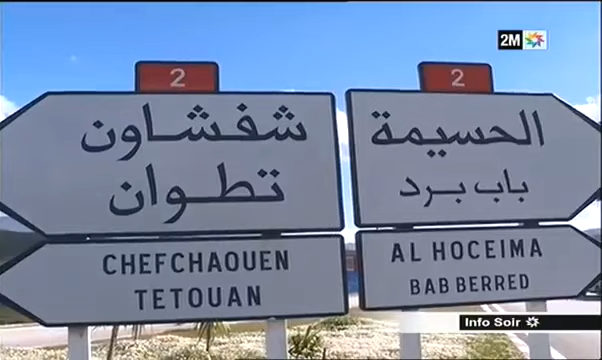 2M
2
شفشاون
تطوان
CHEFCHAOUEN
TETOUAN
2
الحسيمة
باب برد
AL HOCEIMA
BAB BERRED
Info Soir